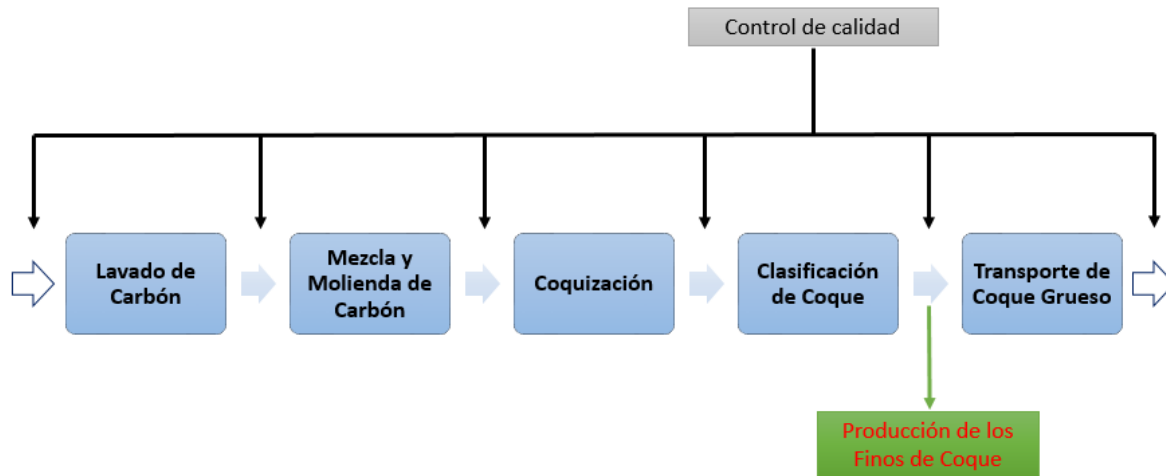 Control de calidad
Lavado de
Carbón
Mezcla y
Molienda de
Carbón
Coquización
Clasificación
de Coque
Transporte de
Coque Grueso
Producción de los
Finos de Coque